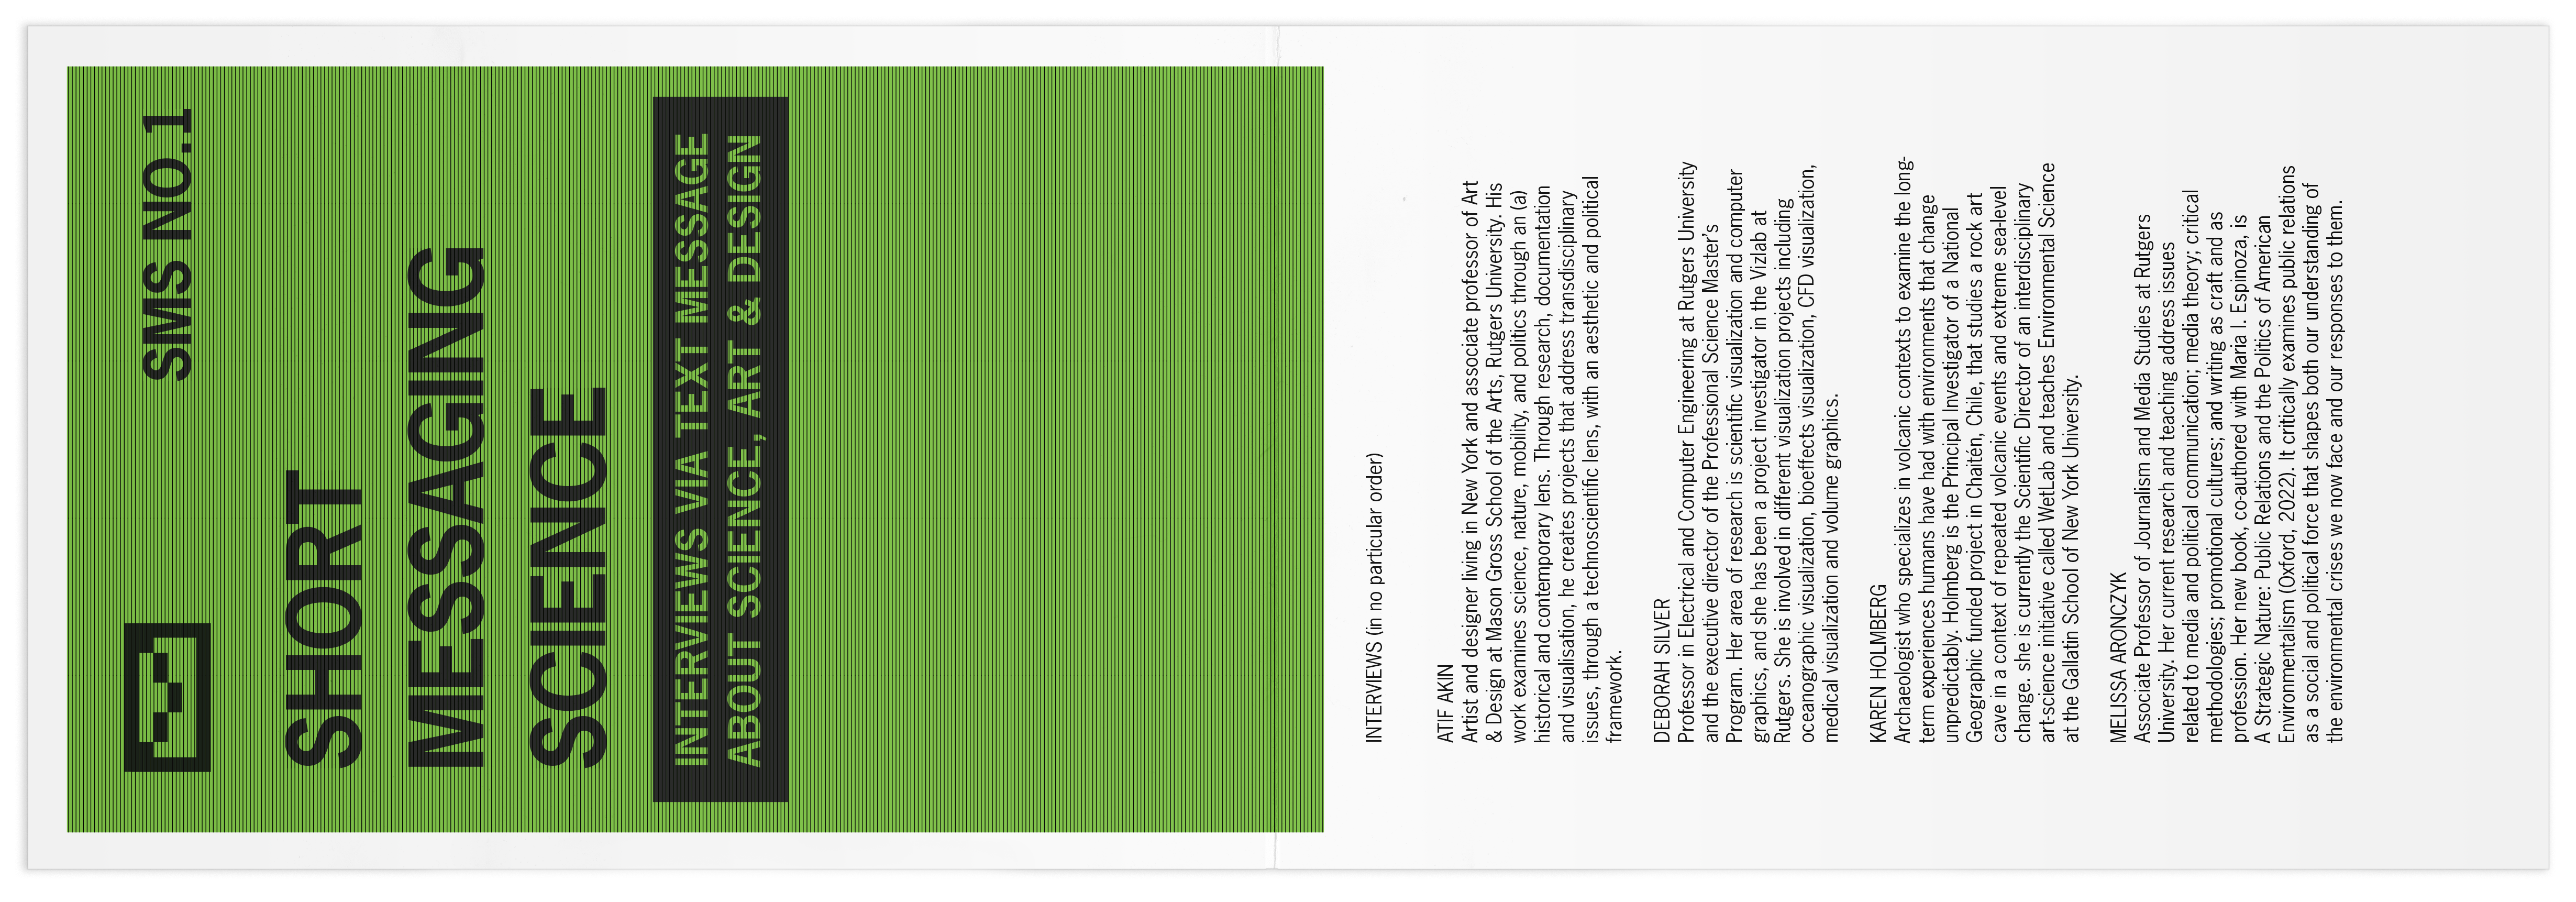 SMS NO.1
SHORT
MESSAGING
SCIENCE
INTERVIEWS VIA TEXT MESSAGE
ABOUT SCIENCE, ART & DESIGN
INTERVIEWS (in no particular order)
ATIF AKIN
Artist and designer living in New York and associate professor of Art
& Design at Mason Gross School of the Arts, Rutgers University. His
work examines science, nature, mobility, and politics through an (a)
historical and contemporary lens. Through research, documentation
and visualisation, he creates projects that address transdisciplinary
issues, through a technoscientific lens, with an aesthetic and political
framework.
DEBORAH SILVER
Professor in Electrical and Computer Engineering at Rutgers University
and the executive director of the Professional Science Master's
Program. Her area of research is scientific visualization and computer
graphics, and she has been a project investigator in the Vizlab at
Rutgers. She is involved in different visualization projects including
oceanographic visualization, bioeffects visualization, CFD visualization,
medical visualization and volume graphics.
KAREN HOLMBERG
Archaeologist who specializes in volcanic contexts to examine the long-
term experiences humans have had with environments that change
unpredictably. Holmberg is the Principal Investigator of a National
Geographic funded project in Chaitén, Chile, that studies a rock art
cave in a context of repeated volcanic events and extreme sea-level
change. she is currently the Scientific Director of an interdisciplinary
art-science initiative called WetLab and teaches Environmental Science
at the Gallatin School of New York University.
MELISSA ARONCZYK
Associate Professor of Journalism and Media Studies at Rutgers
University. Her current research and teaching address issues
related to media and political communication; media theory; critical
methodologies; promotional cultures; and writing as craft and as
profession. Her new book, co-authored with Maria I. Espinoza, is
A Strategic Nature: Public Relations and the Politics of American
Environmentalism (Oxford, 2022). It critically examines public relations
as a social and political force that shapes both our understanding of
the environmental crises we now face and our responses to them.